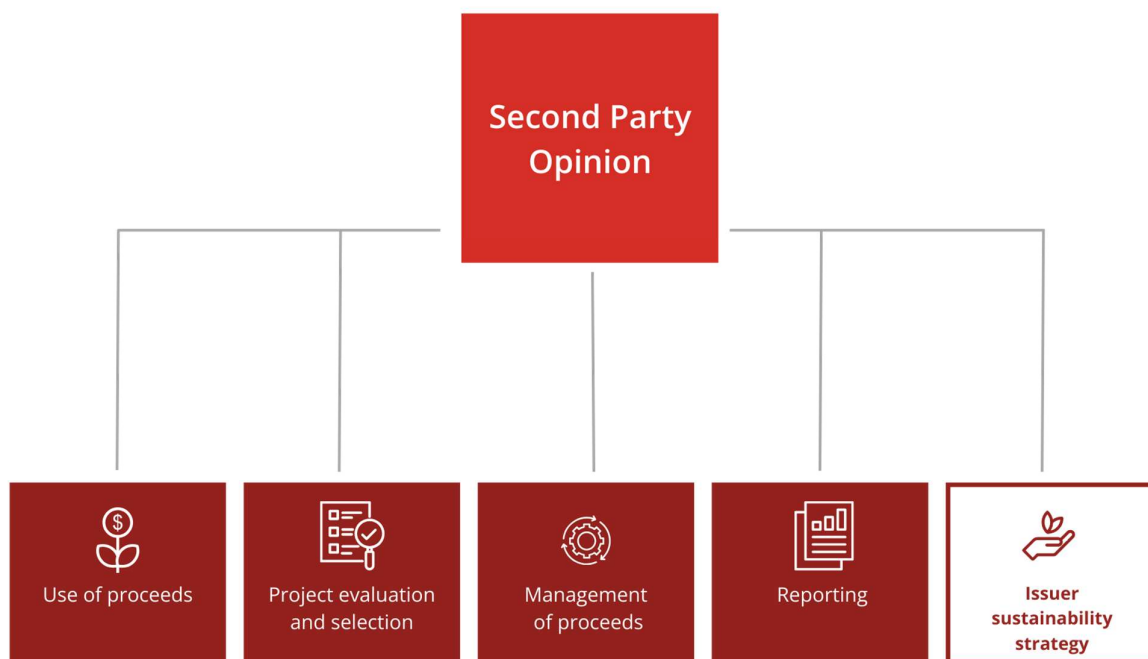 Second Party
Opinion
$
Use of proceeds
Project evaluation
and selection
Management
of proceeds
Reporting
Issuer
sustainability
strategy